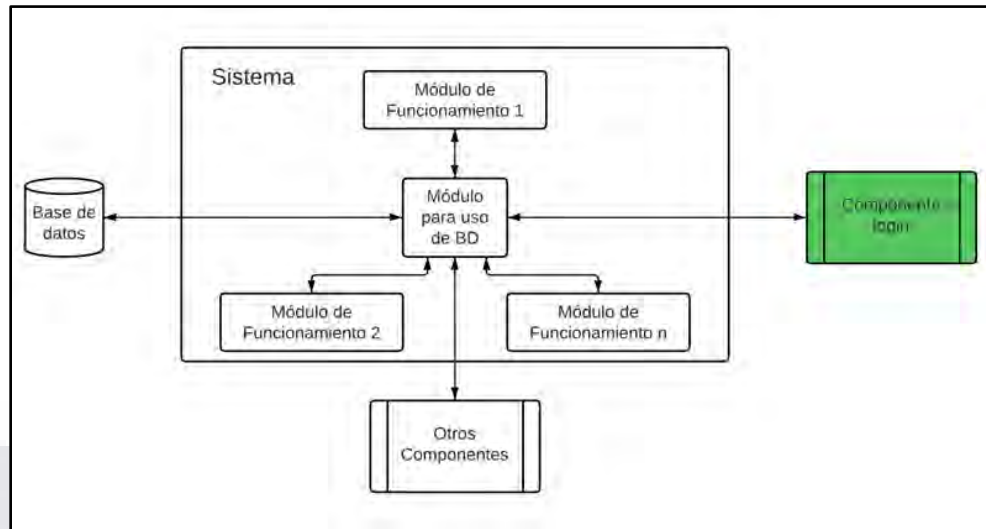 Sistema
Módulo de
Funcionamiento 1
Base de
datos
Módulo
para uso
de BD
Componente
login
Módulo de
Funcionamiento 2
Módulo de
Funcionamiento n
Otros
Componentes